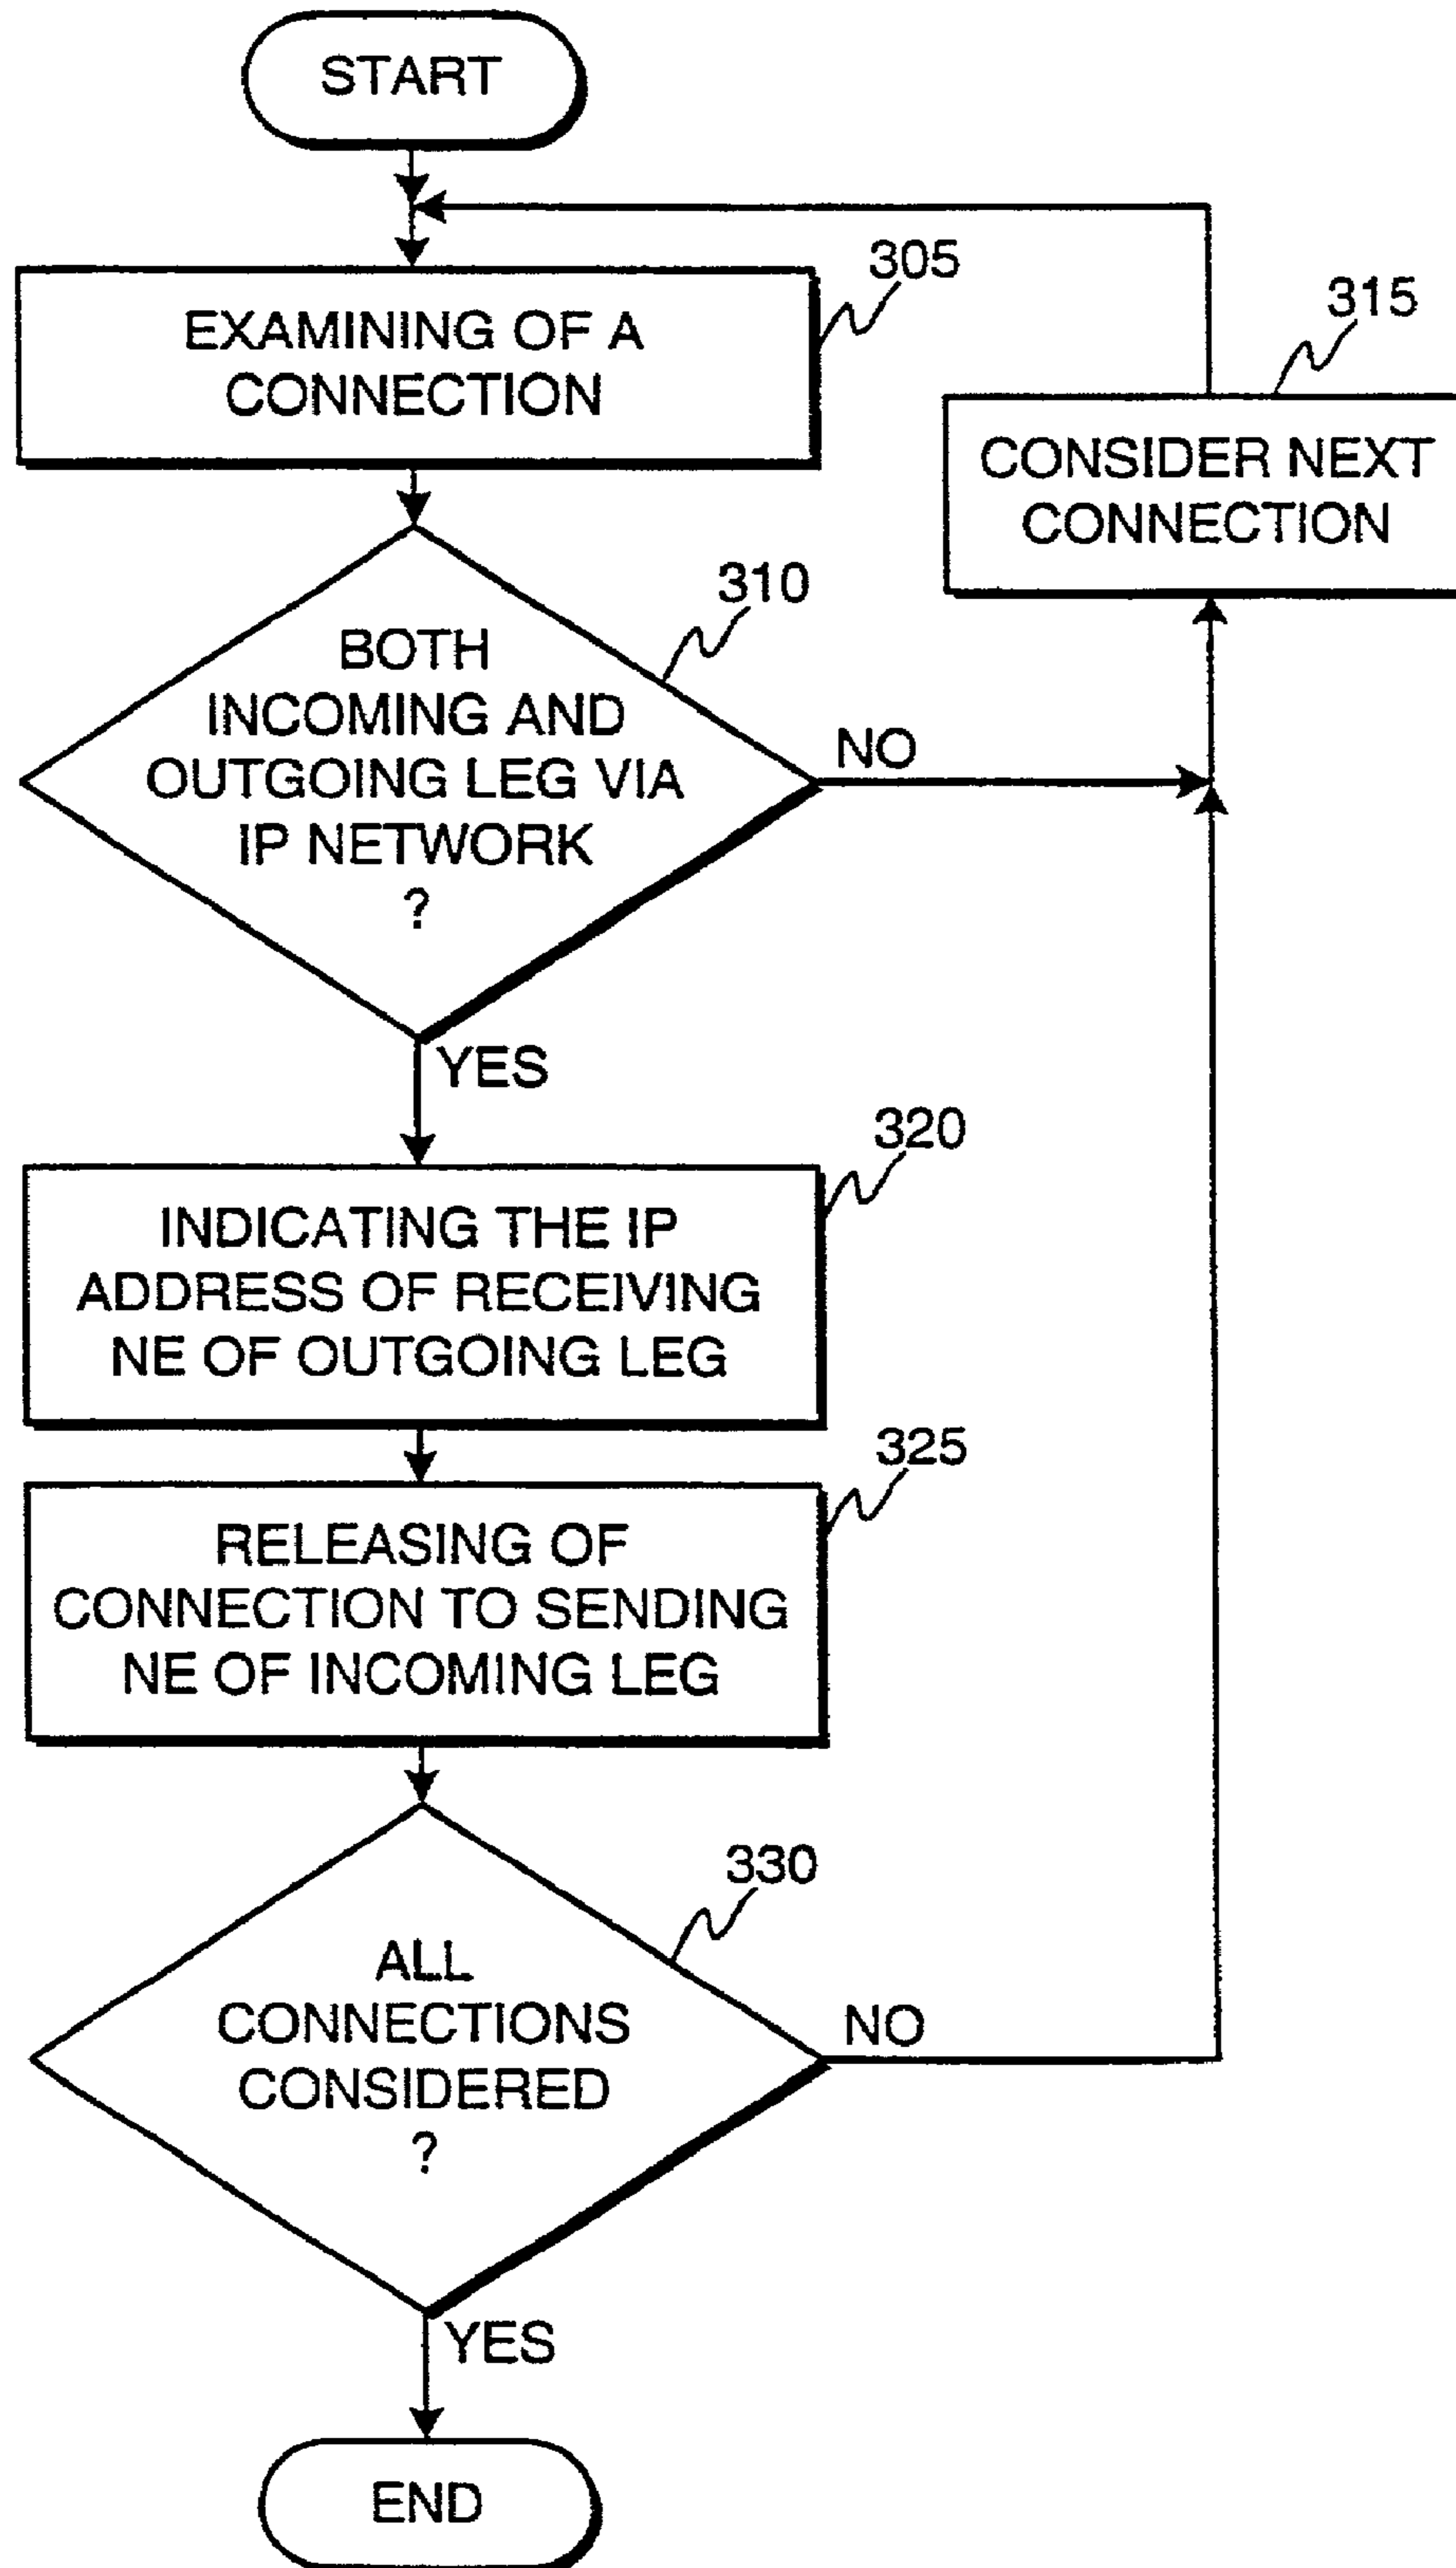 START
305
EXAMINING OF A
CONNECTION
315
CONSIDER NEXT
CONNECTION
310
BOTH
INCOMING AND
OUTGOING LEG VIA
IP NETWORK
?
NO
YES
320
INDICATING THE IP
ADDRESS OF RECEIVING
NE OF OUTGOING LEG
325
RELEASING OF
CONNECTION TO SENDING
NE OF INCOMING LEG
330
ALL
CONNECTIONS
CONSIDERED
?
NO
YES
END